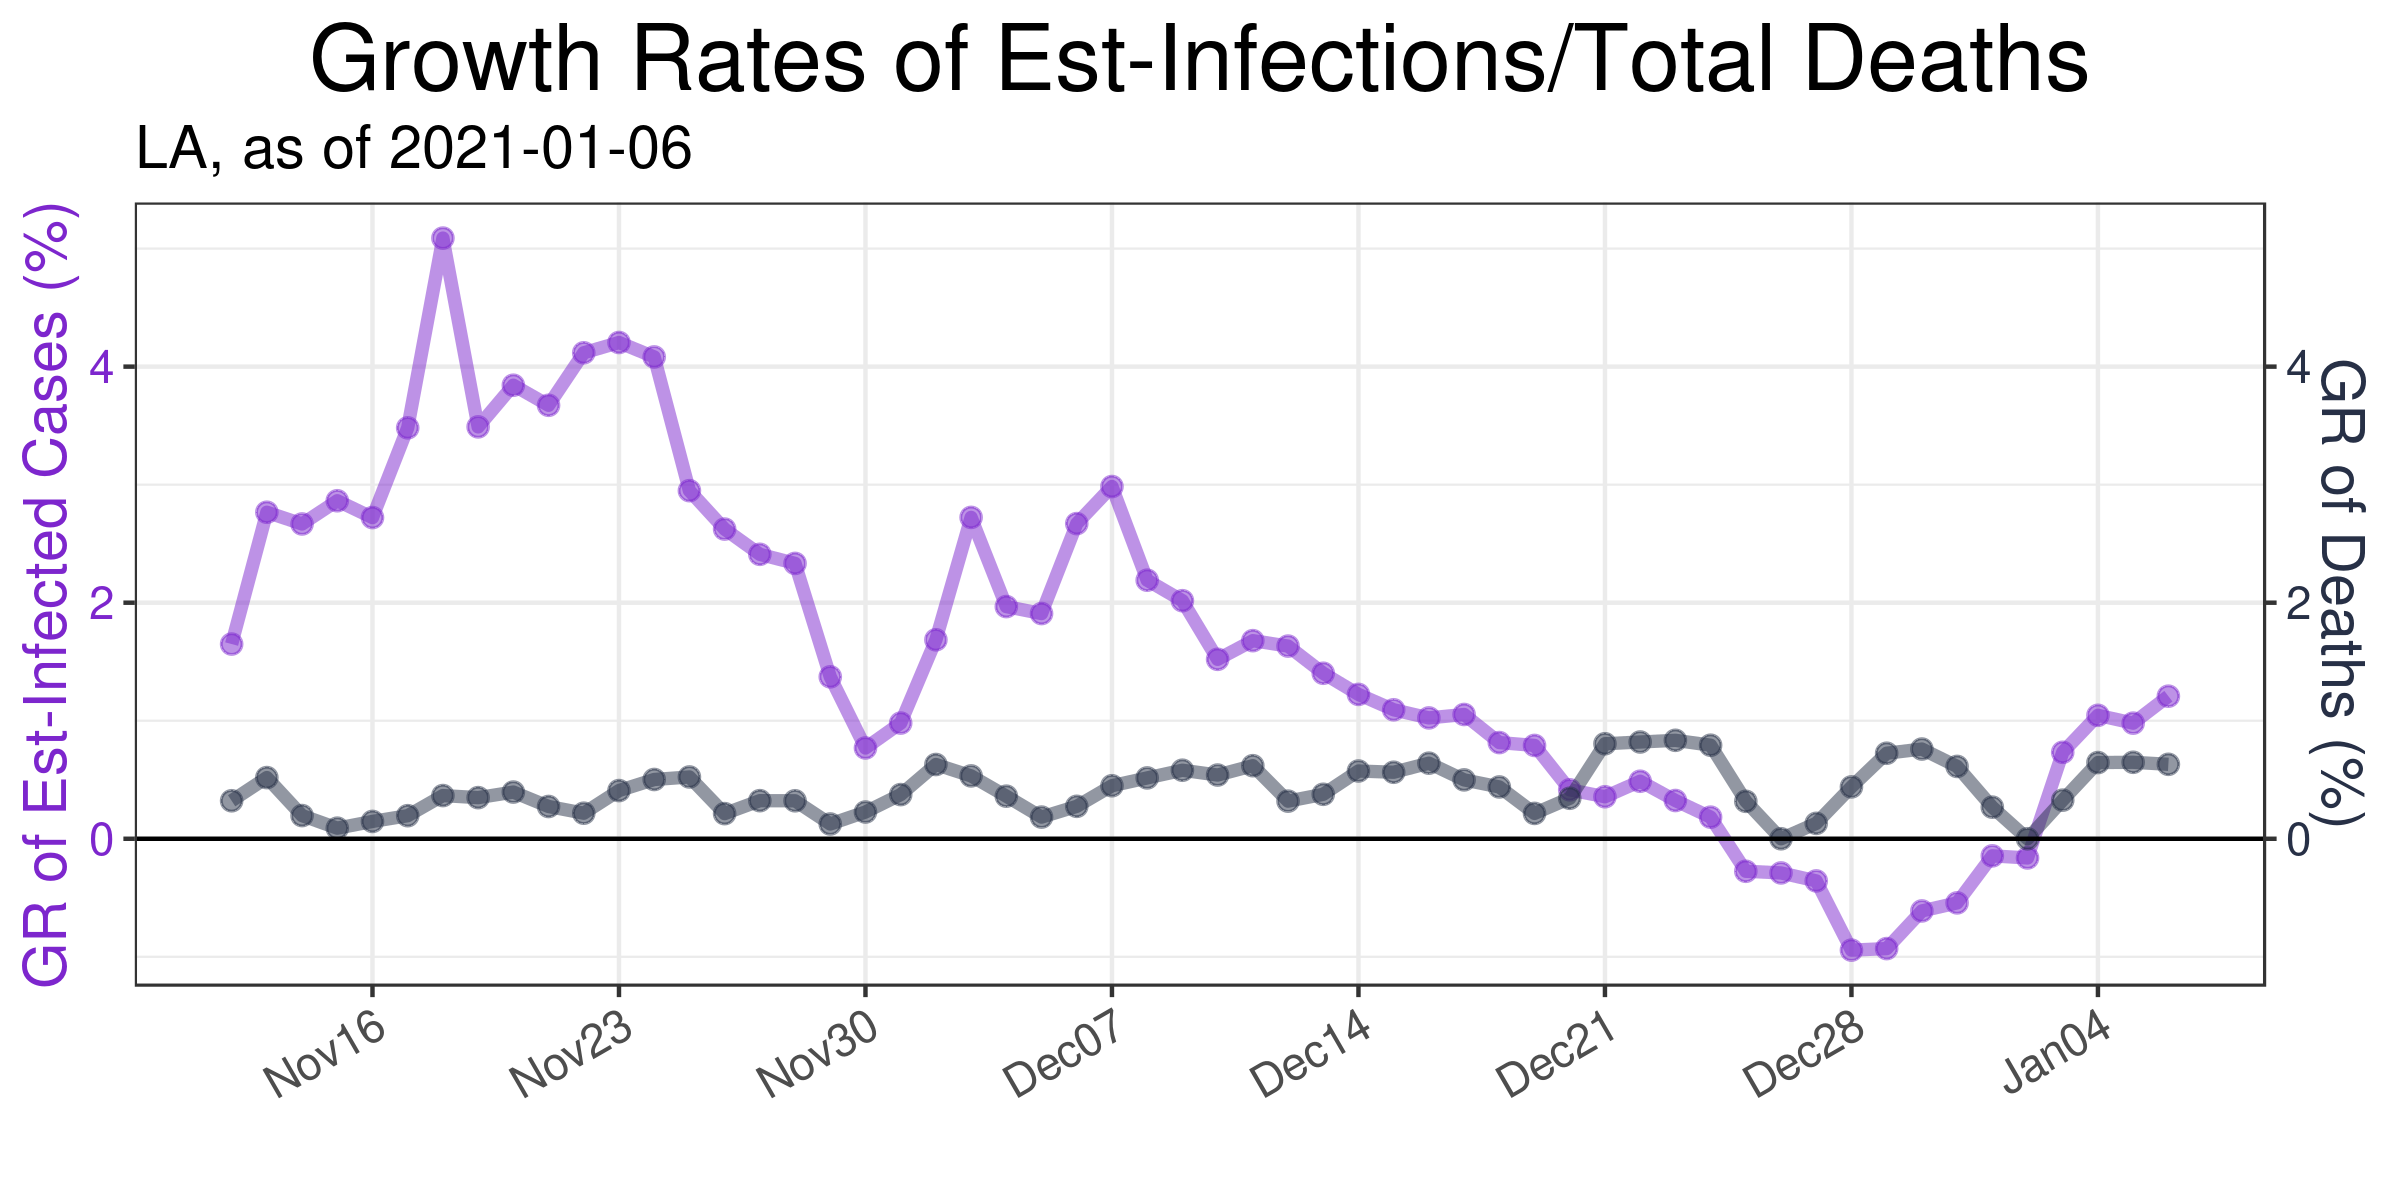 Growth Rates of Est-Infections/Total Deaths
LA, as of 2021-01-06
GR of Est-Infected Cases (%)
4
2
0
4
2
0
GR of Deaths (%)
Nov16
Nov23
Nov30
Dec07
Dec14
Dec21
Dec28
Jan04